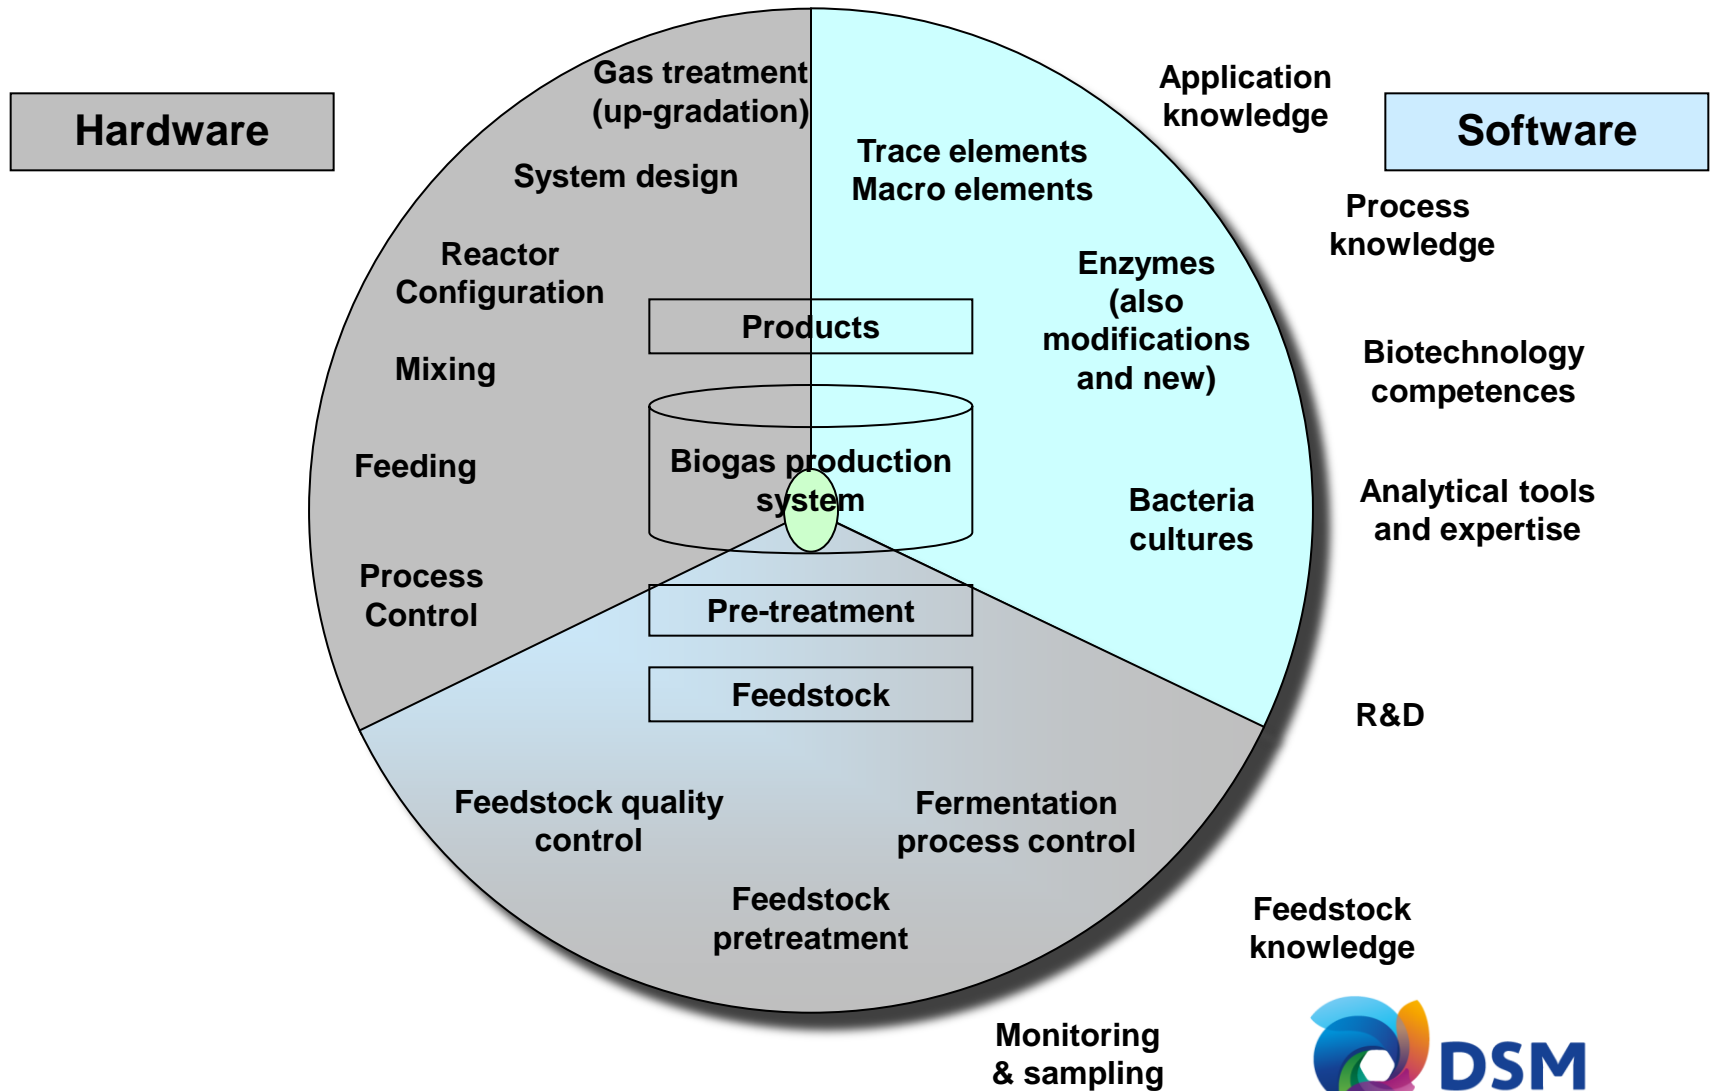 Hardware
Gas treatment
(up-gradation)
System design
Reactor
Configuration
Mixing
Feeding
Process
Control
Trace elements
Macro elements
Enzymes
(also
modifications
and new)
Bacteria
cultures
Products
Biogas production
system
Pre-treatment
Feedstock
Feedstock quality
control
Fermentation
process control
Feedstock
pretreatment
Software
Application
knowledge
Process
knowledge
Biotechnology
competences
Analytical tools
and expertise
R&D
Feedstock
knowledge
Monitoring
& sampling
DSM